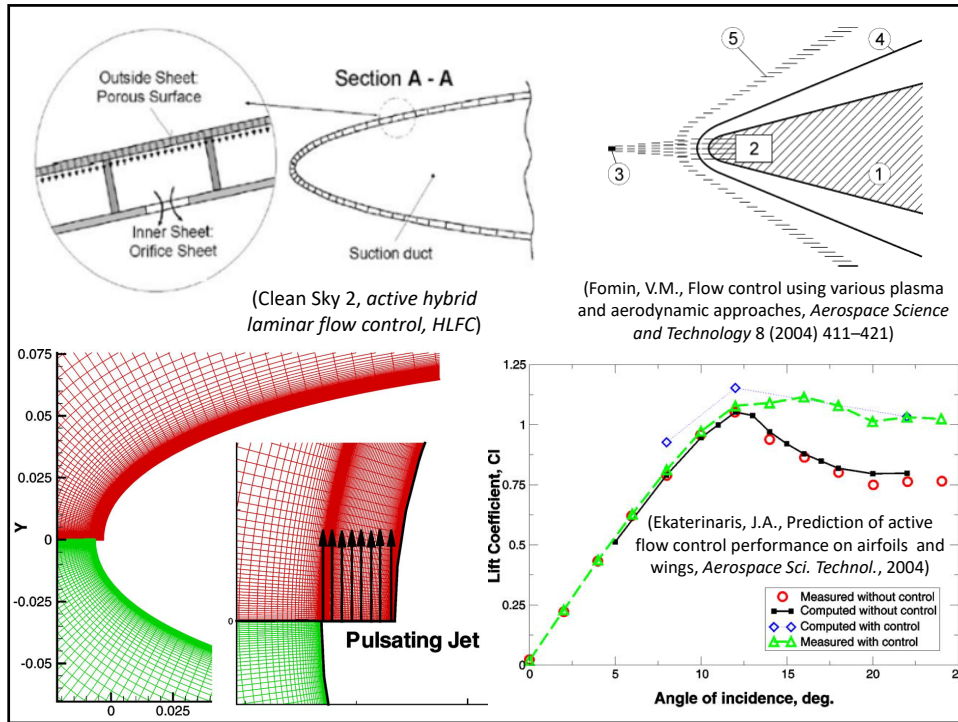 Outside Sheet:
Porous Surface
Section A - A
Inner Sheet:
Orifice Sheet
Suction duct
(Clean Sky 2, active hybrid
laminar flow control, HLFC)
5
4
2
3
1
(Fomin, V.M., Flow control using various plasma
and aerodynamic approaches, Aerospace Science
and Technology 8 (2004) 411–421)
0.075
0.05
0.025
0
-0.025
-0.05
Y
0
0.025
0
Pulsating Jet
1.25
1
0.75
0.5
0.25
0
Lift Coefficient, Cl
(Ekaterinaris, J.A., Prediction of active
flow control performance on airfoils and
wings, Aerospace Sci. Technol., 2004)
Measured without control
Computed without control
Computed with control
Measured with control
0
5
10
15
20
25
Angle of incidence, deg.